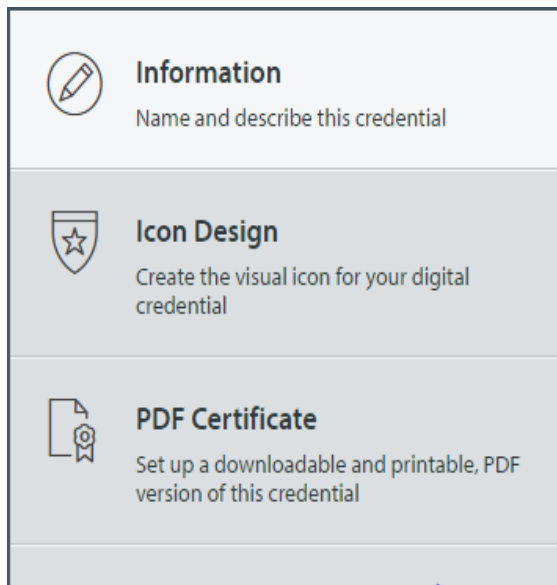 Information
Name and describe this credential
Icon Design
Create the visual icon for your digital
credential
PDF Certificate
Set up a downloadable and printable, PDF
version of this credential